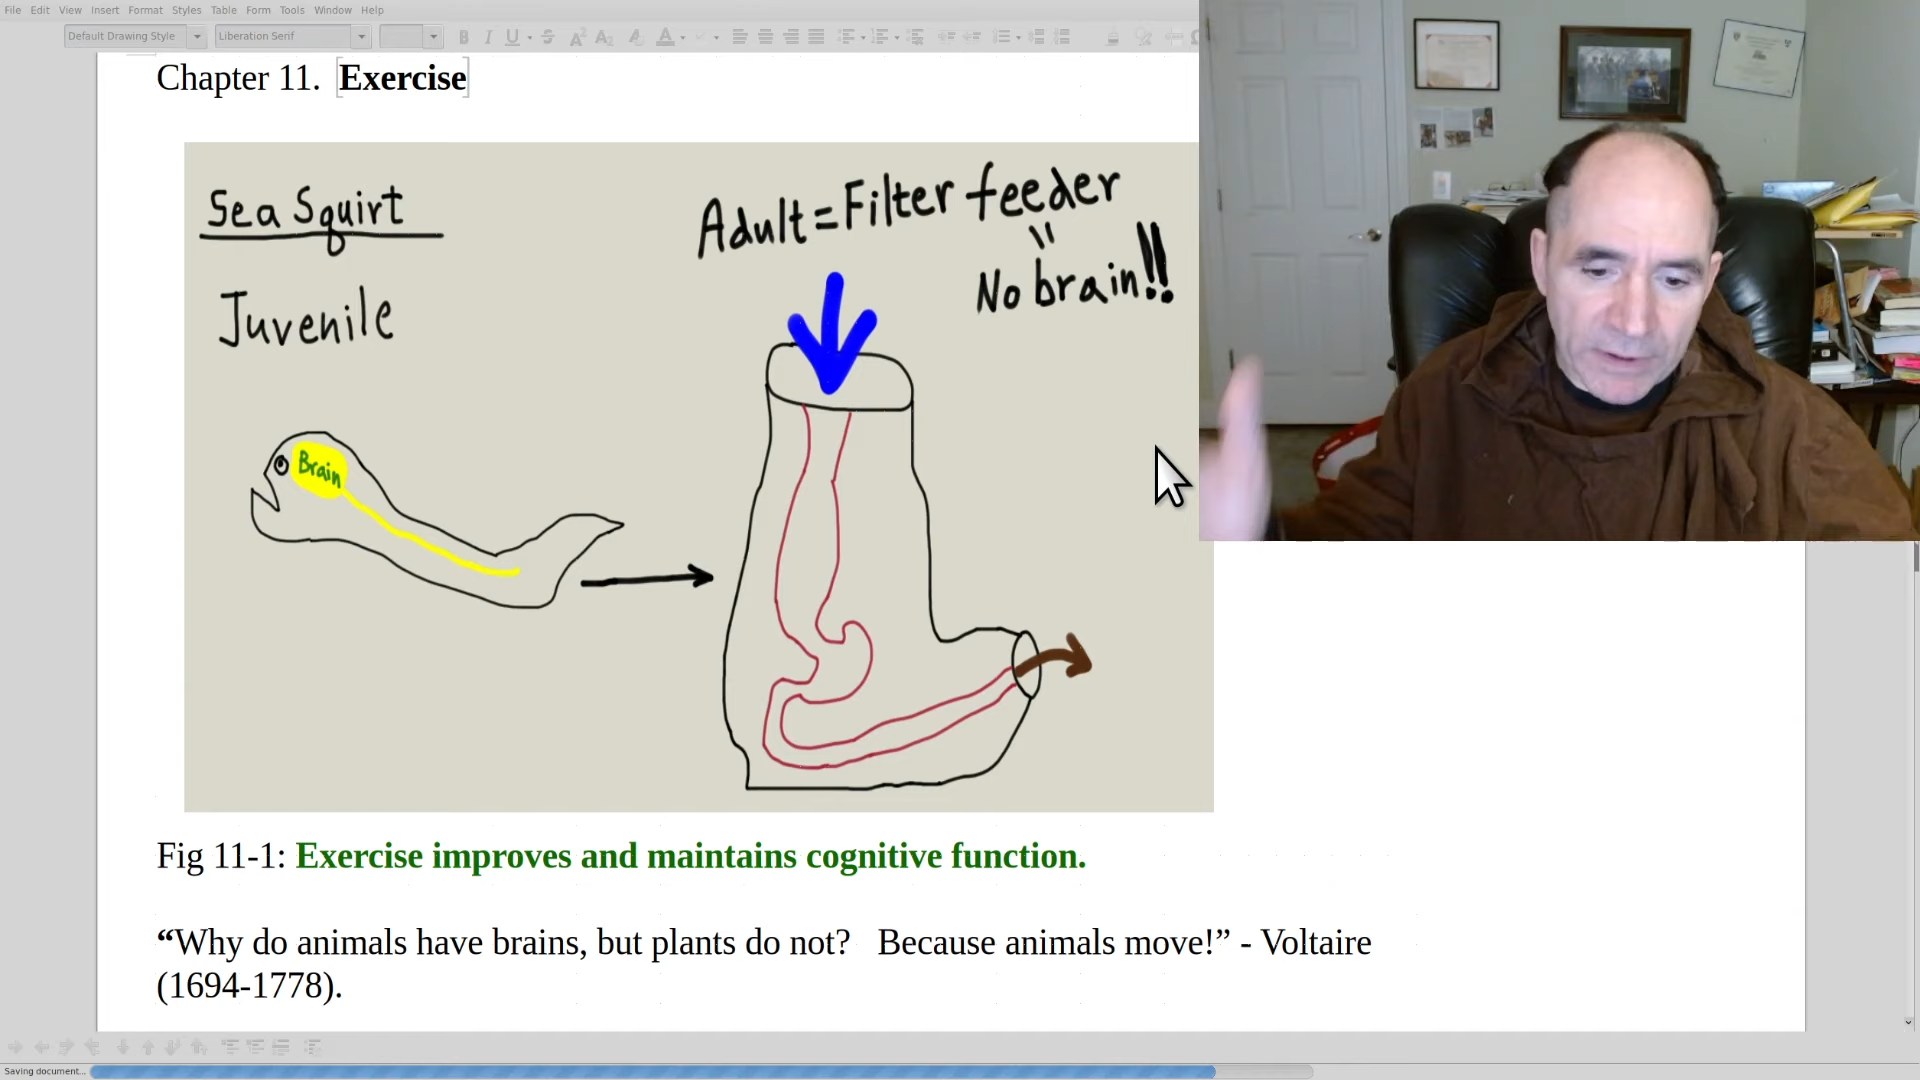 File Edit View Insert Format Styles Table Form Tools Window Help
Default Drawing Style Liberation Serif
Chapter 11. [Exercise]
Sea Squirt
Juvenile
Brain
Adult = Filter feeder
"
No brain!!
Fig 11-1: Exercise improves and maintains cognitive function.
“Why do animals have brains, but plants do not? Because animals move!” - Voltaire
(1694-1778).
Saving document...